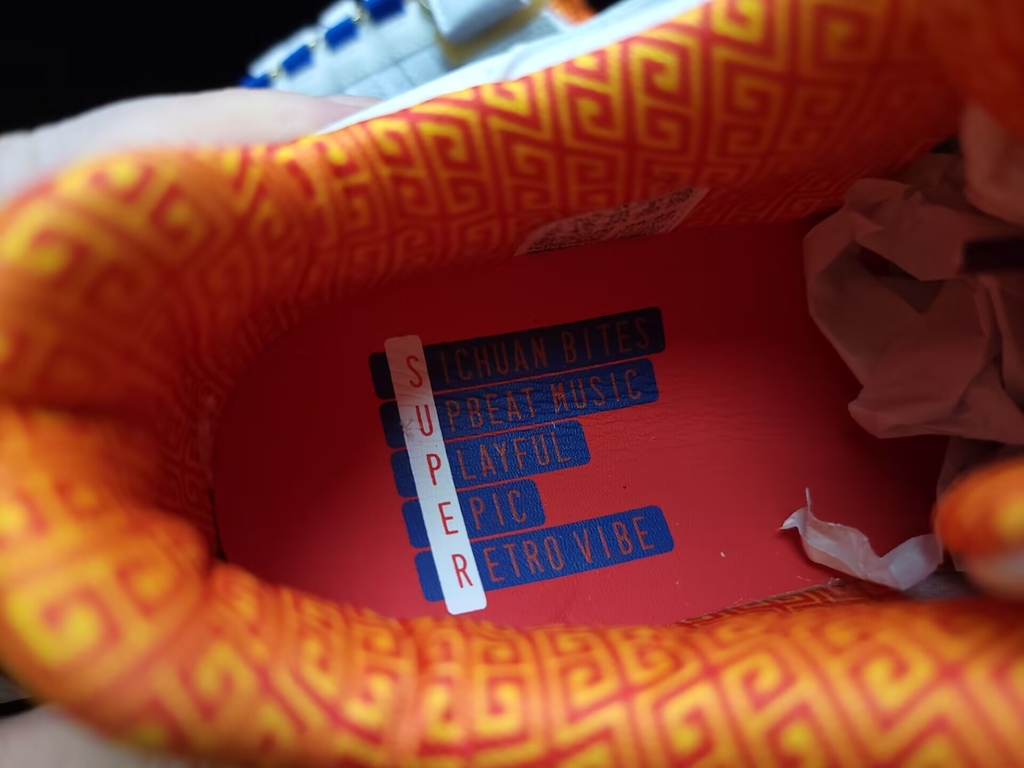 SICHUAN BITES
UPBEAT MUSIC
PLAYFUL
EPIC
RETRO VIBE